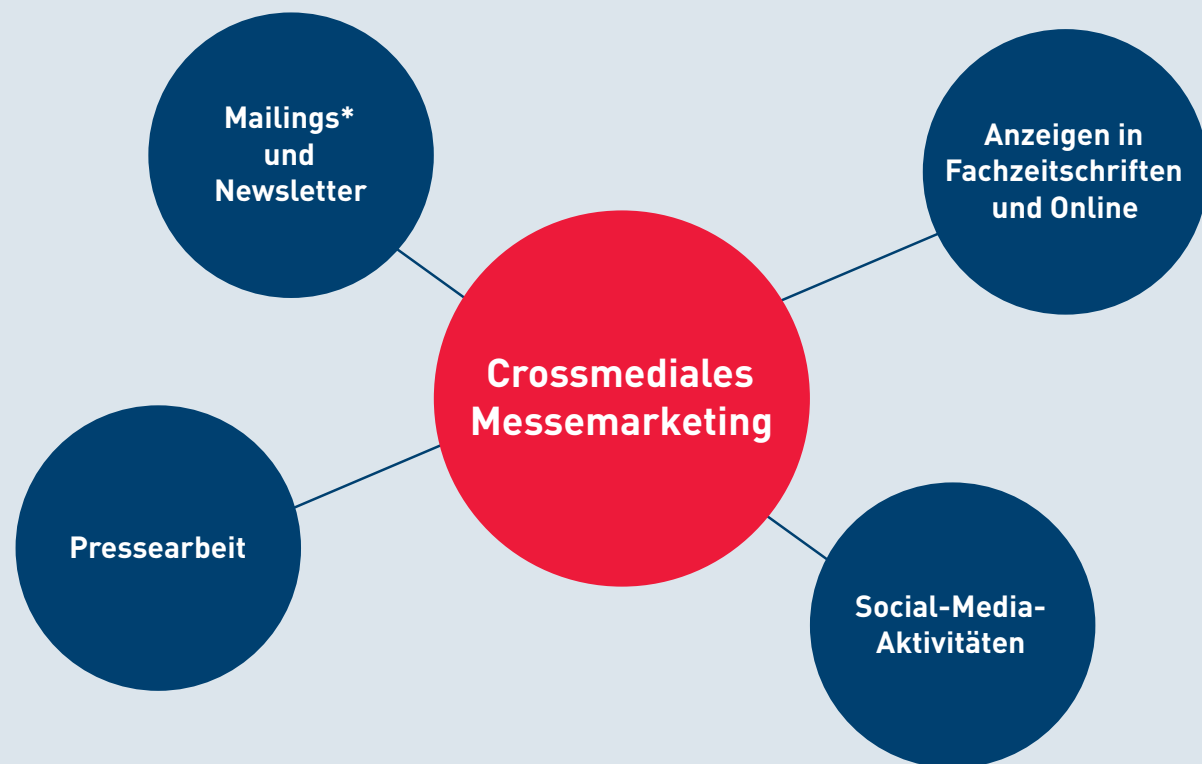 Mailings*
und
Newsletter
Anzeigen in
Fachzeitschriften
und Online
Crossmediales
Messemarketing
Pressearbeit
Social-Media-
Aktivitäten